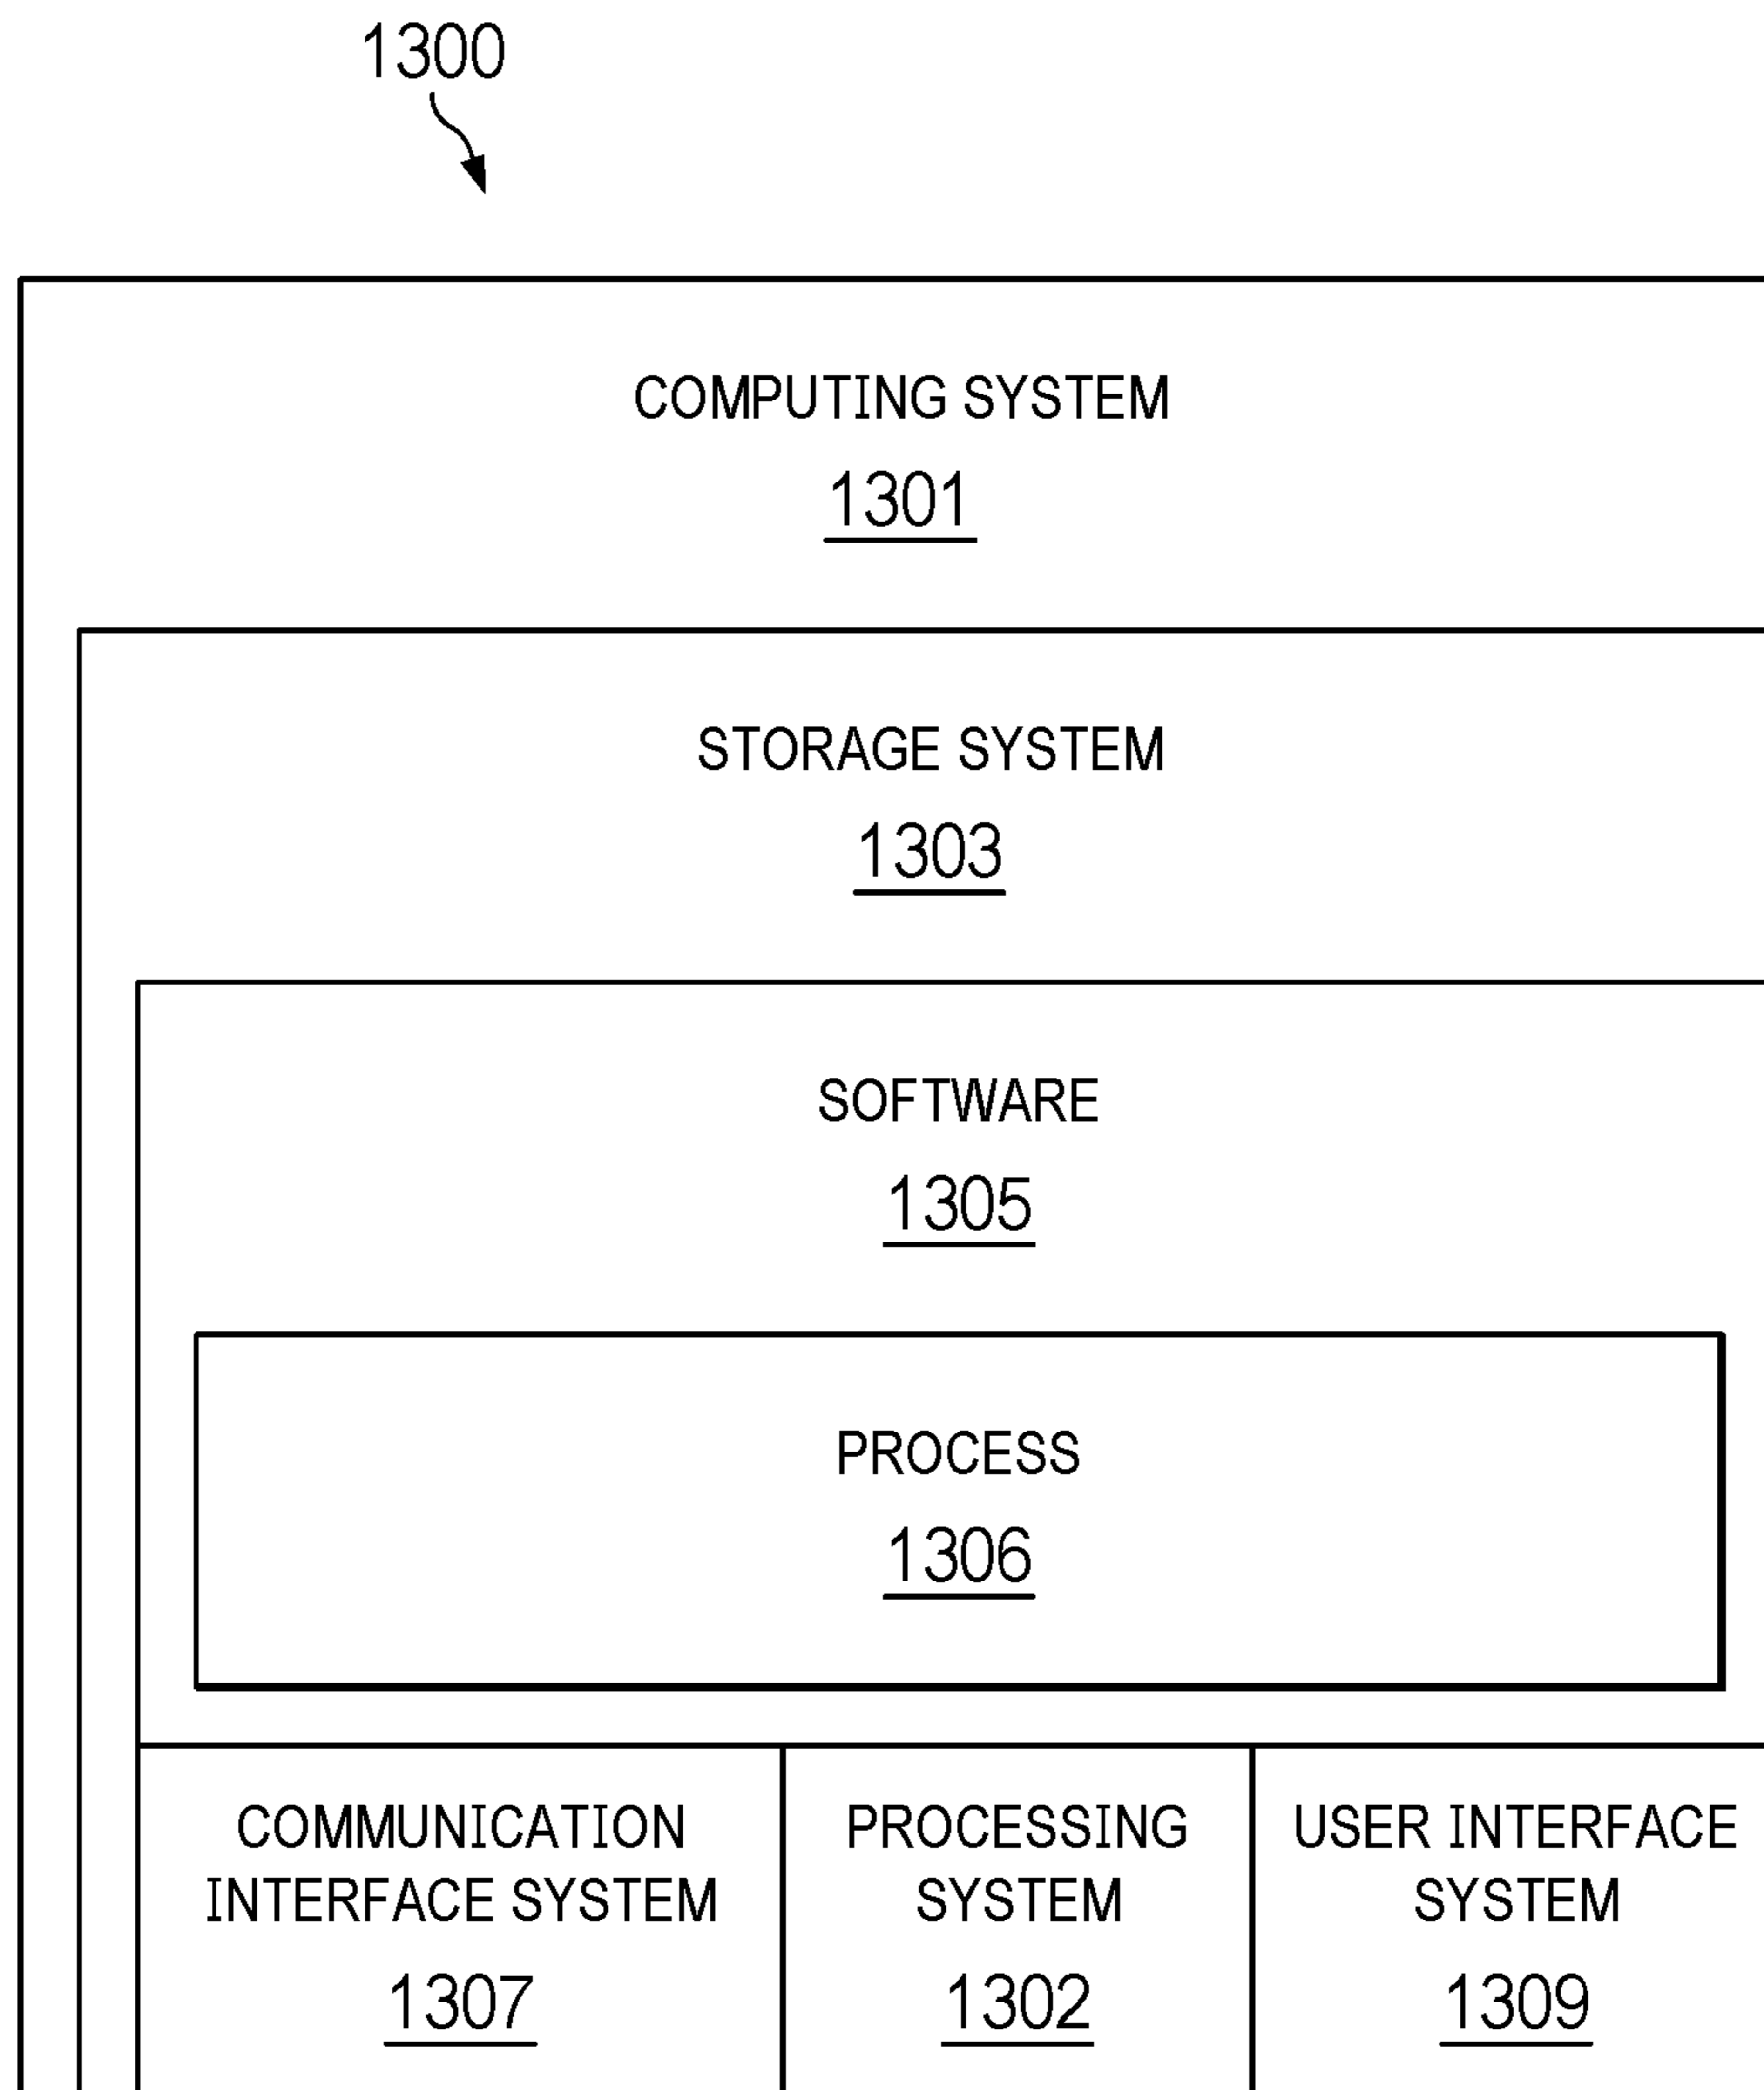 1300
COMPUTING SYSTEM
1301
STORAGE SYSTEM
1303
SOFTWARE
1305
PROCESS
1306
COMMUNICATION
INTERFACE SYSTEM
1307
PROCESSING
SYSTEM
1302
USER INTERFACE
SYSTEM
1309